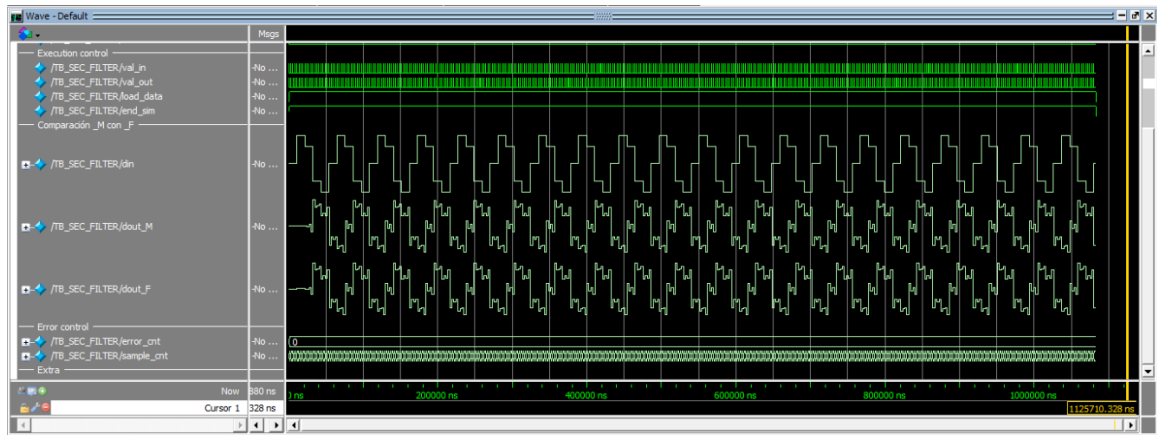 Wave - Default
Msgs
Execution control
/TB_SEC_FILTER/val_in -No ...
/TB_SEC_FILTER/val_out -No ...
/TB_SEC_FILTER/load_data -No ...
/TB_SEC_FILTER/end_sim -No ...
Comparación _M con _F
/TB_SEC_FILTER/din -No ...
/TB_SEC_FILTER/dout_M -No ...
/TB_SEC_FILTER/dout_F -No ...
Error control
/TB_SEC_FILTER/error_cnt -No ... 0
/TB_SEC_FILTER/sample_cnt -No ...
Extra
Now 880 ns 200000 ns 400000 ns 600000 ns 800000 ns 1000000 ns
Cursor 1 328 ns 1125710.328 ns